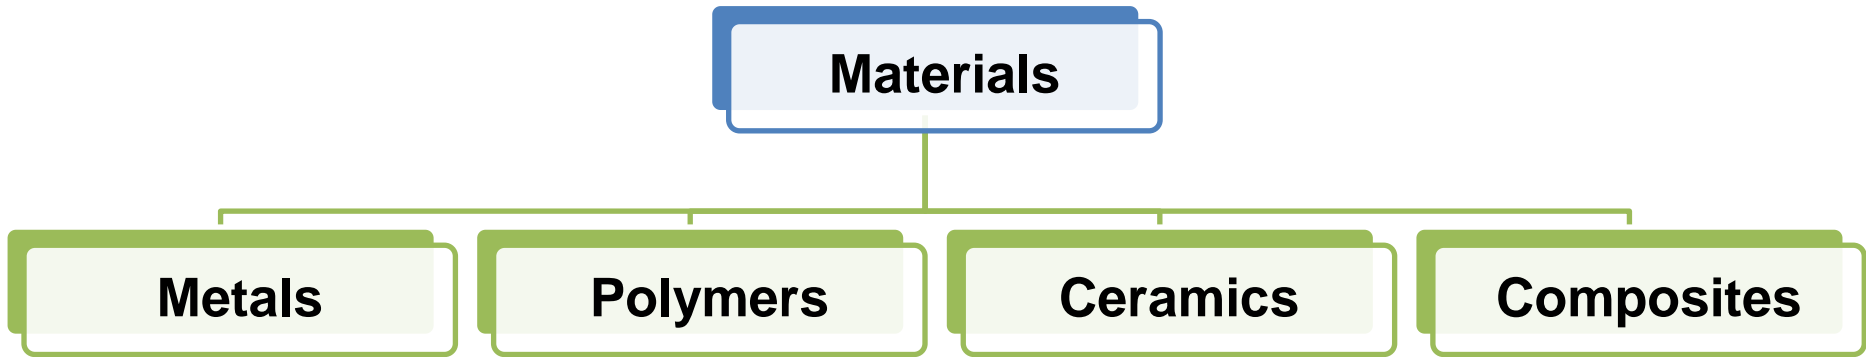 Materials
Metals
Polymers
Ceramics
Composites